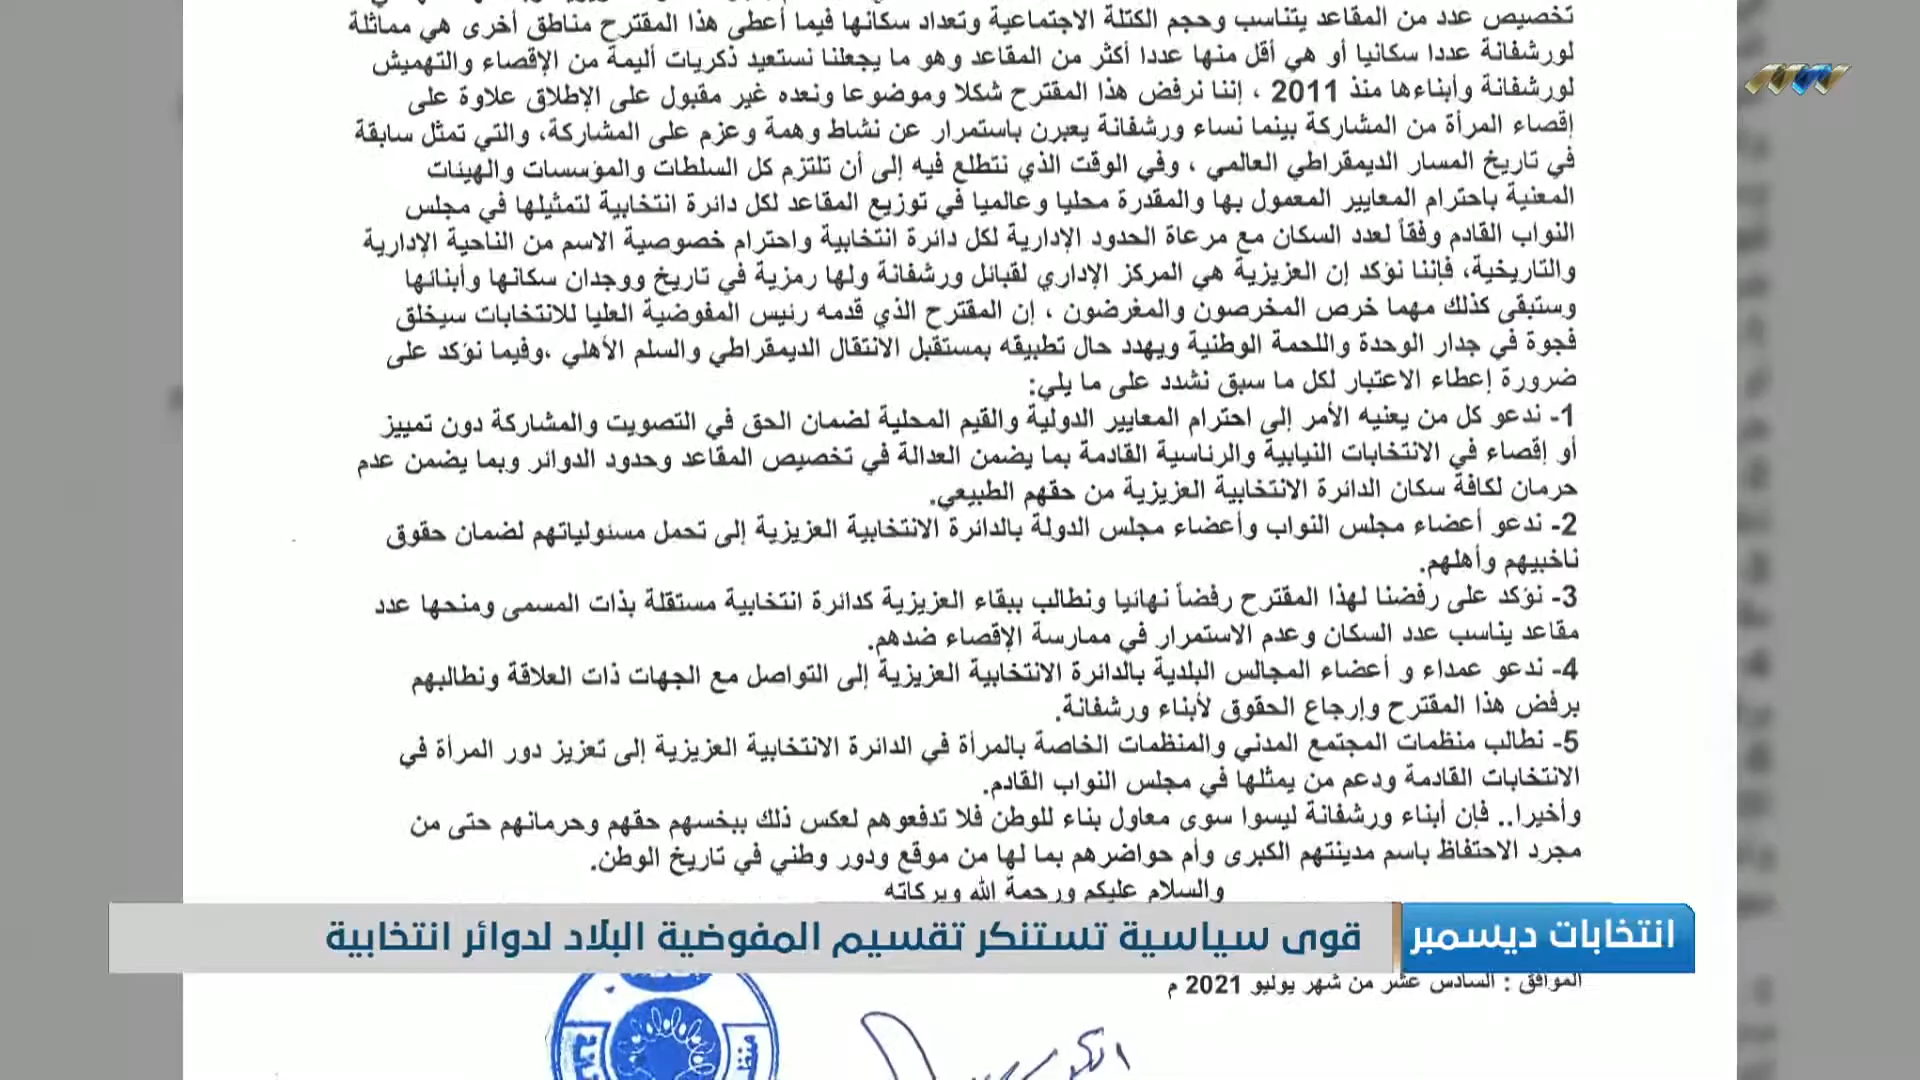 تخصيص عدد من المقاعد يتناسب وحجم الكتلة الاجتماعية وتعداد سكانها فيما أعطى هذا المقترح مناطق أخرى هي مماثلة
لورشفانة عددا سكانيا أو هي أقل منها عددا أكثر من المقاعد وهو ما يجعلنا نستعيد ذكريات أليمة من الإقصاء والتهميش
لورشفانة وأبناءها منذ 2011 ، إننا نرفض هذا المقترح شكلا وموضوعا ونعده غير مقبول على الإطلاق علاوة على
إقصاء المرأة من المشاركة بينما نساء ورشفانة يعبرن باستمرار عن نشاط وهمة وعزم على المشاركة، والتي تمثل سابقة
في تاريخ المسار الديمقراطي العالمي ، وفي الوقت الذي نتطلع فيه إلى أن تلتزم كل السلطات والمؤسسات والهيئات
المعنية باحترام المعايير المعمول بها والمقدرة محليا وعالميا في توزيع المقاعد لكل دائرة انتخابية لتمثيلها في مجلس
النواب القادم وفقاً لعدد السكان مع مرعاة الحدود الإدارية لكل دائرة انتخابية واحترام خصوصية الاسم من الناحية الإدارية
والتاريخية، فإننا نؤكد إن العزيزية هي المركز الإداري لقبائل ورشفانة ولها رمزية في تاريخ ووجدان سكانها وأبنائها
وستبقى كذلك مهما خرص المخرصون والمغرضون ، إن المقترح الذي قدمه رئيس المفوضية العليا للانتخابات سيخلق
فجوة في جدار الوحدة واللحمة الوطنية ويهدد حال تطبيقه بمستقبل الانتقال الديمقراطي والسلم الأهلي ،وفيما نؤكد على
ضرورة إعطاء الاعتبار لكل ما سبق نشدد على ما يلي:
1- ندعو كل من يعنيه الأمر إلى احترام المعايير الدولية والقيم المحلية لضمان الحق في التصويت والمشاركة دون تمييز
أو إقصاء في الانتخابات النيابية والرئاسية القادمة بما يضمن العدالة في تخصيص المقاعد وحدود الدوائر وبما يضمن عدم
حرمان لكافة سكان الدائرة الانتخابية العزيزية من حقهم الطبيعي.
2- ندعو أعضاء مجلس النواب وأعضاء مجلس الدولة بالدائرة الانتخابية العزيزية إلى تحمل مسئولياتهم لضمان حقوق
ناخبيهم وأهلهم.
3- نؤكد على رفضنا لهذا المقترح رفضاً نهائيا ونطالب ببقاء العزيزية كدائرة انتخابية مستقلة بذات المسمى ومنحها عدد
مقاعد يناسب عدد السكان وعدم الاستمرار في ممارسة الإقصاء ضدهم.
4- ندعو عمداء و أعضاء المجالس البلدية بالدائرة الانتخابية العزيزية إلى التواصل مع الجهات ذات العلاقة ونطالبهم
برفض هذا المقترح وإرجاع الحقوق لأبناء ورشفانة.
5- نطالب منظمات المجتمع المدني والمنظمات الخاصة بالمرأة في الدائرة الانتخابية العزيزية إلى تعزيز دور المرأة في
الانتخابات القادمة ودعم من يمثلها في مجلس النواب القادم.
وأخيرا.. فإن أبناء ورشفانة ليسوا سوى معاول بناء للوطن فلا تدفعوهم لعكس ذلك ببخسهم حقهم وحرمانهم حتى من
مجرد الاحتفاظ باسم مدينتهم الكبرى وأم حواضرهم بما لها من موقع ودور وطني في تاريخ الوطن.
والسلام عليكم ورحمة الله وبركاته
انتخابات ديسمبر
قوى سياسية تستنكر تقسيم المفوضية البلاد لدوائر انتخابية
الموافق : السادس عشر من شهر يوليو 2021 م